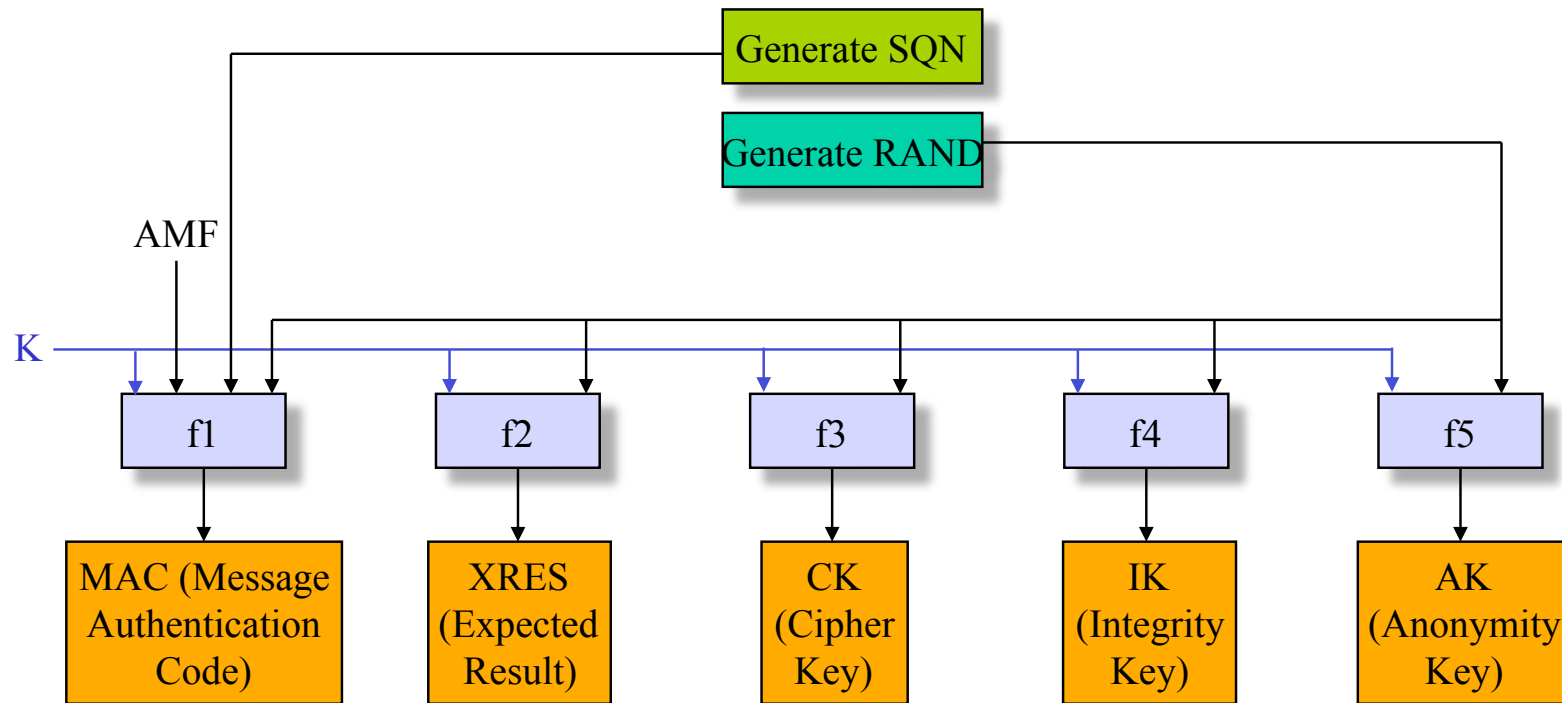 Generate SQN
Generate RAND
AMF
K
f1
f2
f3
f4
f5
MAC (Message
Authentication
Code)
XRES
(Expected
Result)
CK
(Cipher
Key)
IK
(Integrity
Key)
AK
(Anonymity
Key)